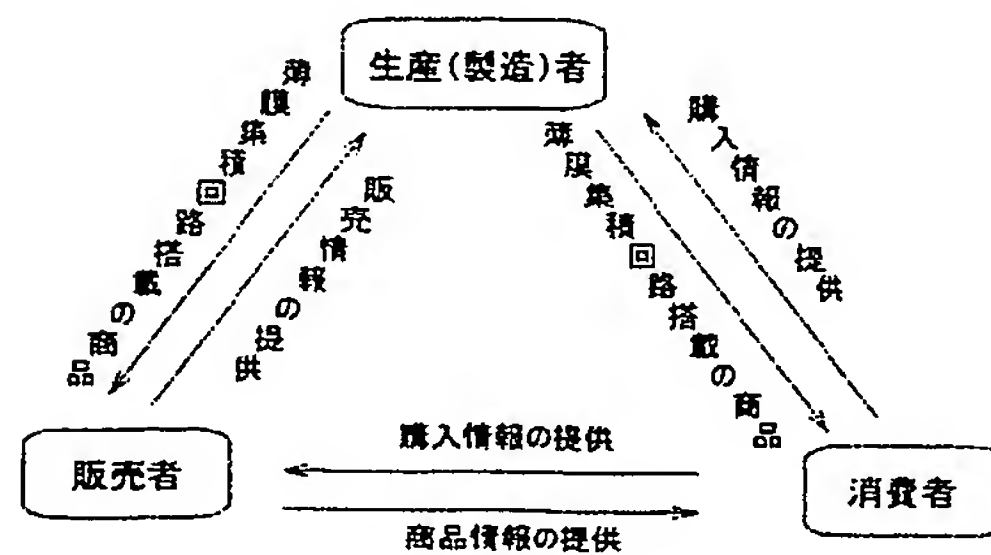 生産(製造)者
薄膜集積回路搭載の商品
販売情報の提供
薄膜集積回路搭載の商品
購入情報の提供
購入情報の提供
販売者
消費者
商品情報の提供